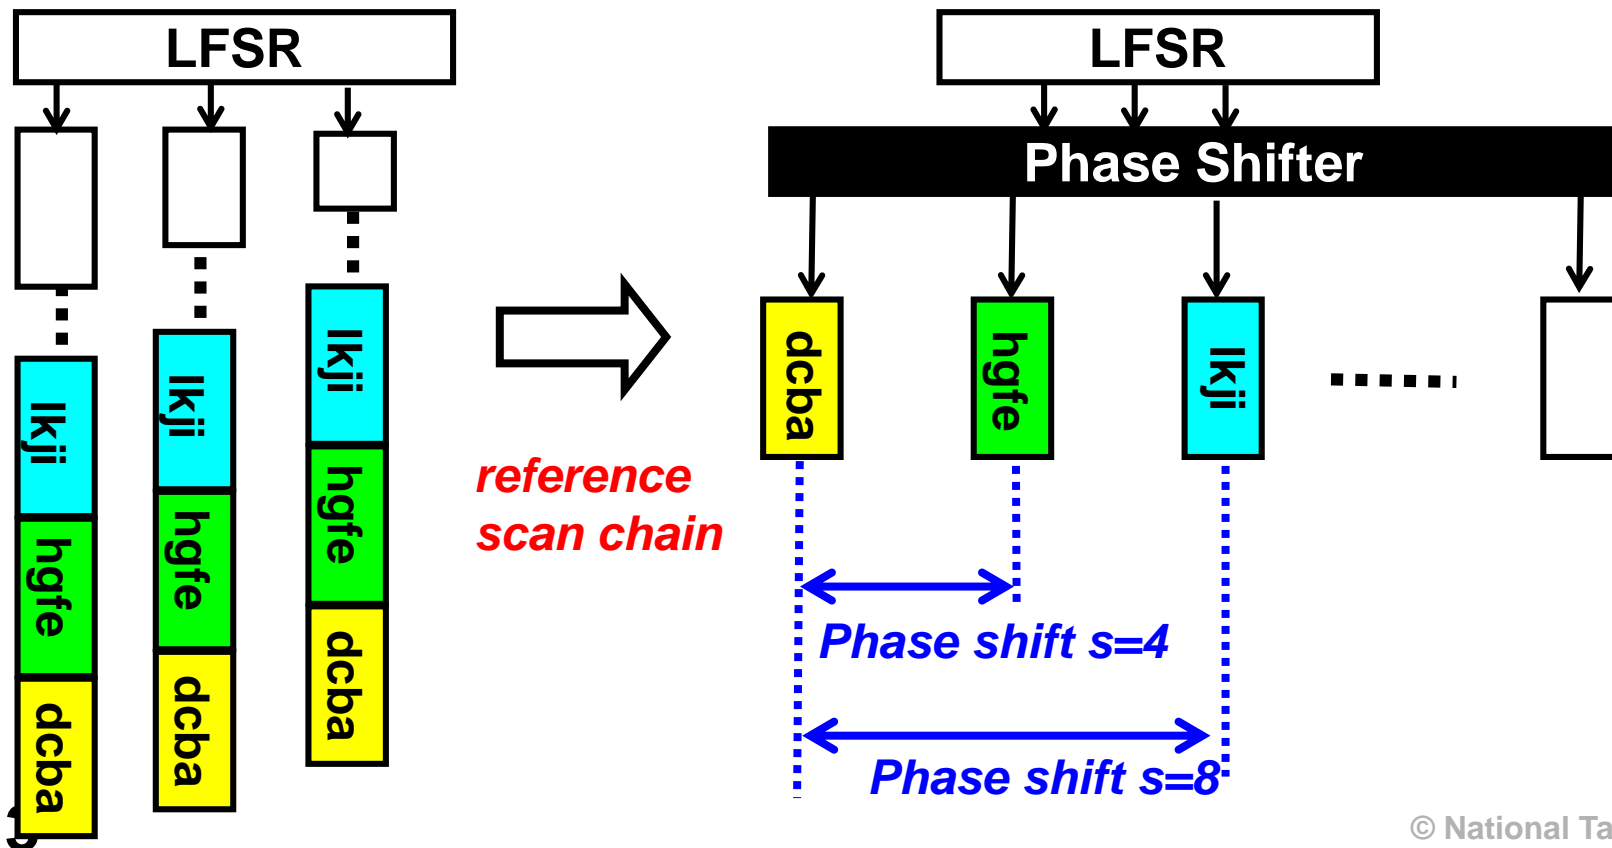 LFSR
lkji
hgfe
dcba
lkji
hgfe
dcba
lkji
hgfe
dcba
reference
scan chain
LFSR
Phase Shifter
dcba
hgfe
lkji
Phase shift s=4
Phase shift s=8
© National Ta